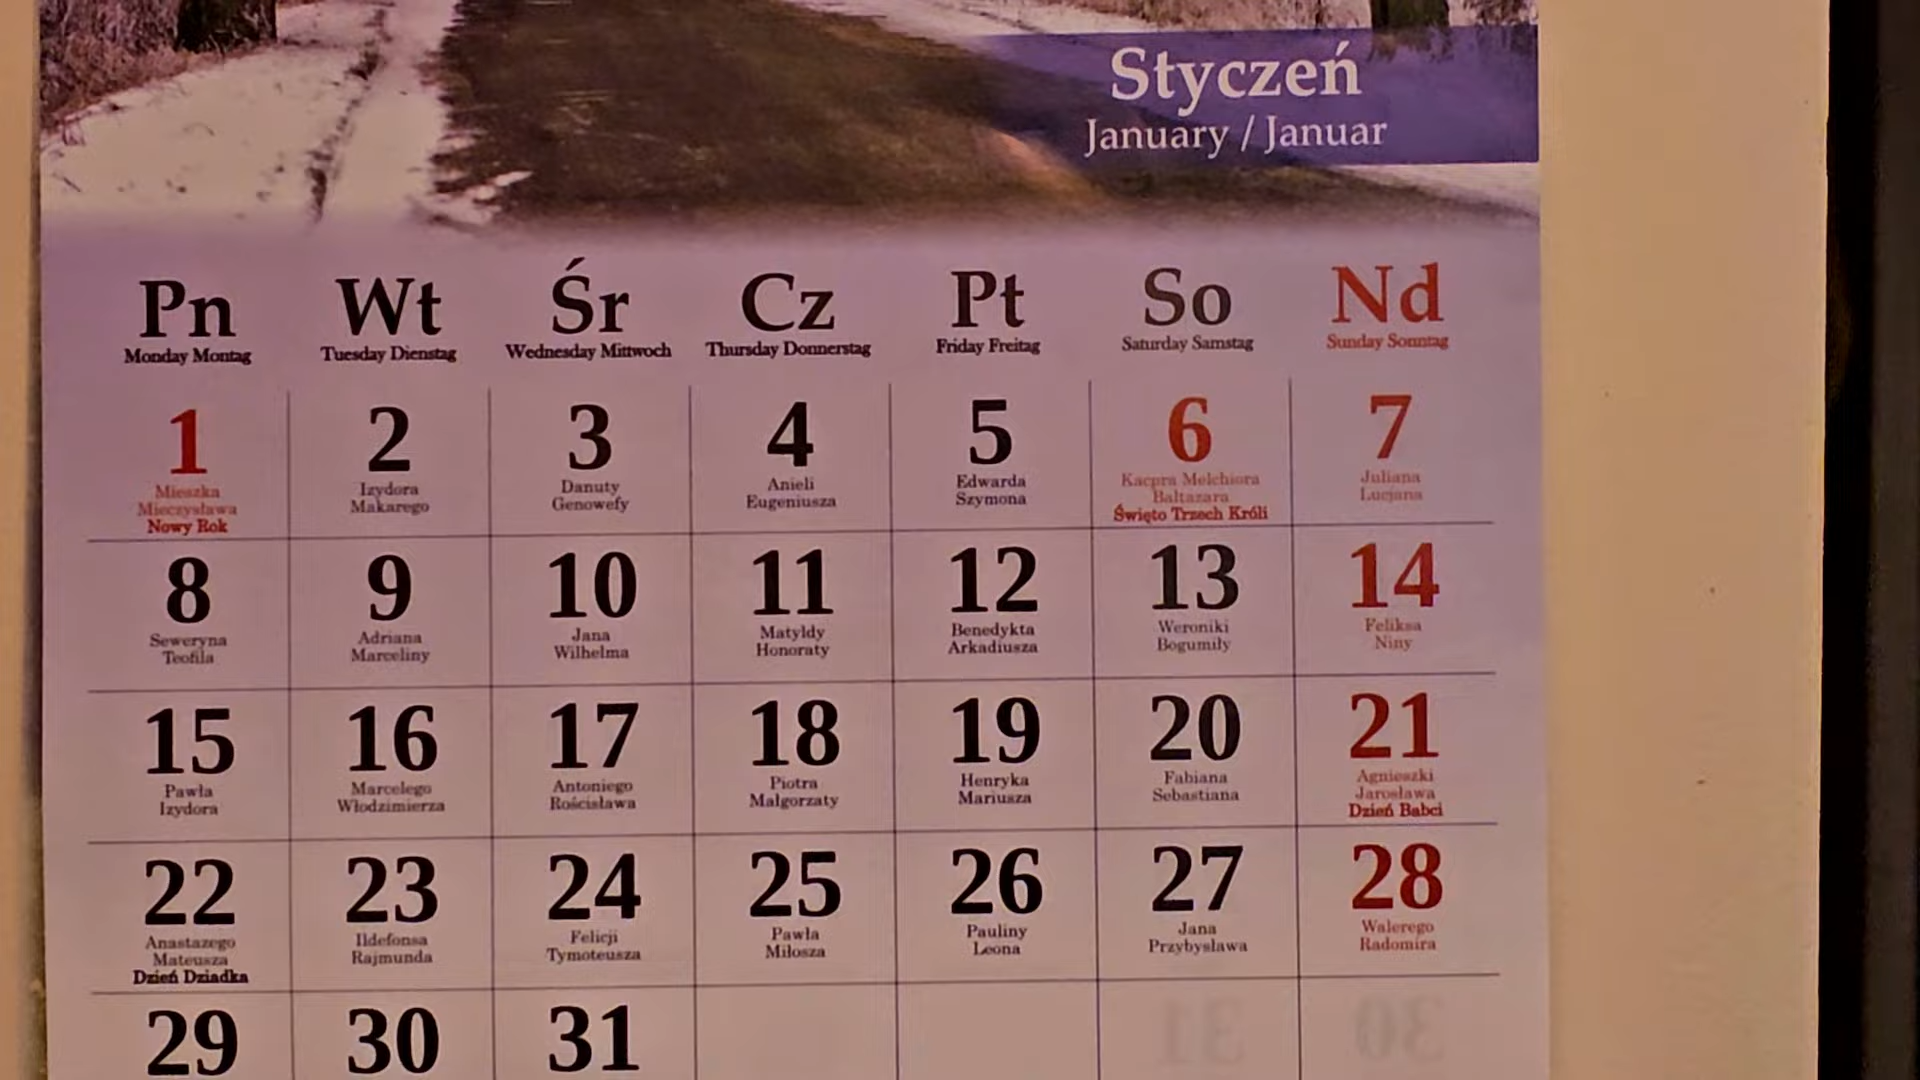 Styczeń
January / Januar
Pn Wt Śr Cz Pt So Nd
Monday Montag Tuesday Dienstag Wednesday Mittwoch Thursday Donnerstag Friday Freitag Saturday Samstag Sunday Sonntag
1 2 3 4 5 6 7
Mieszka Izydora Danuty Anieli Edwarda Kacpra Melchiora Juliana
Mieczysława Makarego Genowefy Eugeniusza Szymona Baltazara Lucjana
Nowy Rok Święto Trzech Króli
8 9 10 11 12 13 14
Seweryna Adriana Jana Matyldy Benedykta Weroniki Feliksa
Teofila Marceliny Wilhelma Honoraty Arkadiusza Bogumiły Niny
15 16 17 18 19 20 21
Pawła Marcelego Antoniego Piotra Henryka Fabiana Agnieszki
Izydora Włodzimierza Rościsława Małgorzaty Mariusza Sebastiana Jarosława
Dzień Babci
22 23 24 25 26 27 28
Anastazego Ildefonsa Felicji Pawła Pauliny Jana Walerego
Mateusza Rajmunda Tymoteusza Miłosza Leona Przybysława Radomira
Dzień Dziadka
29 30 31